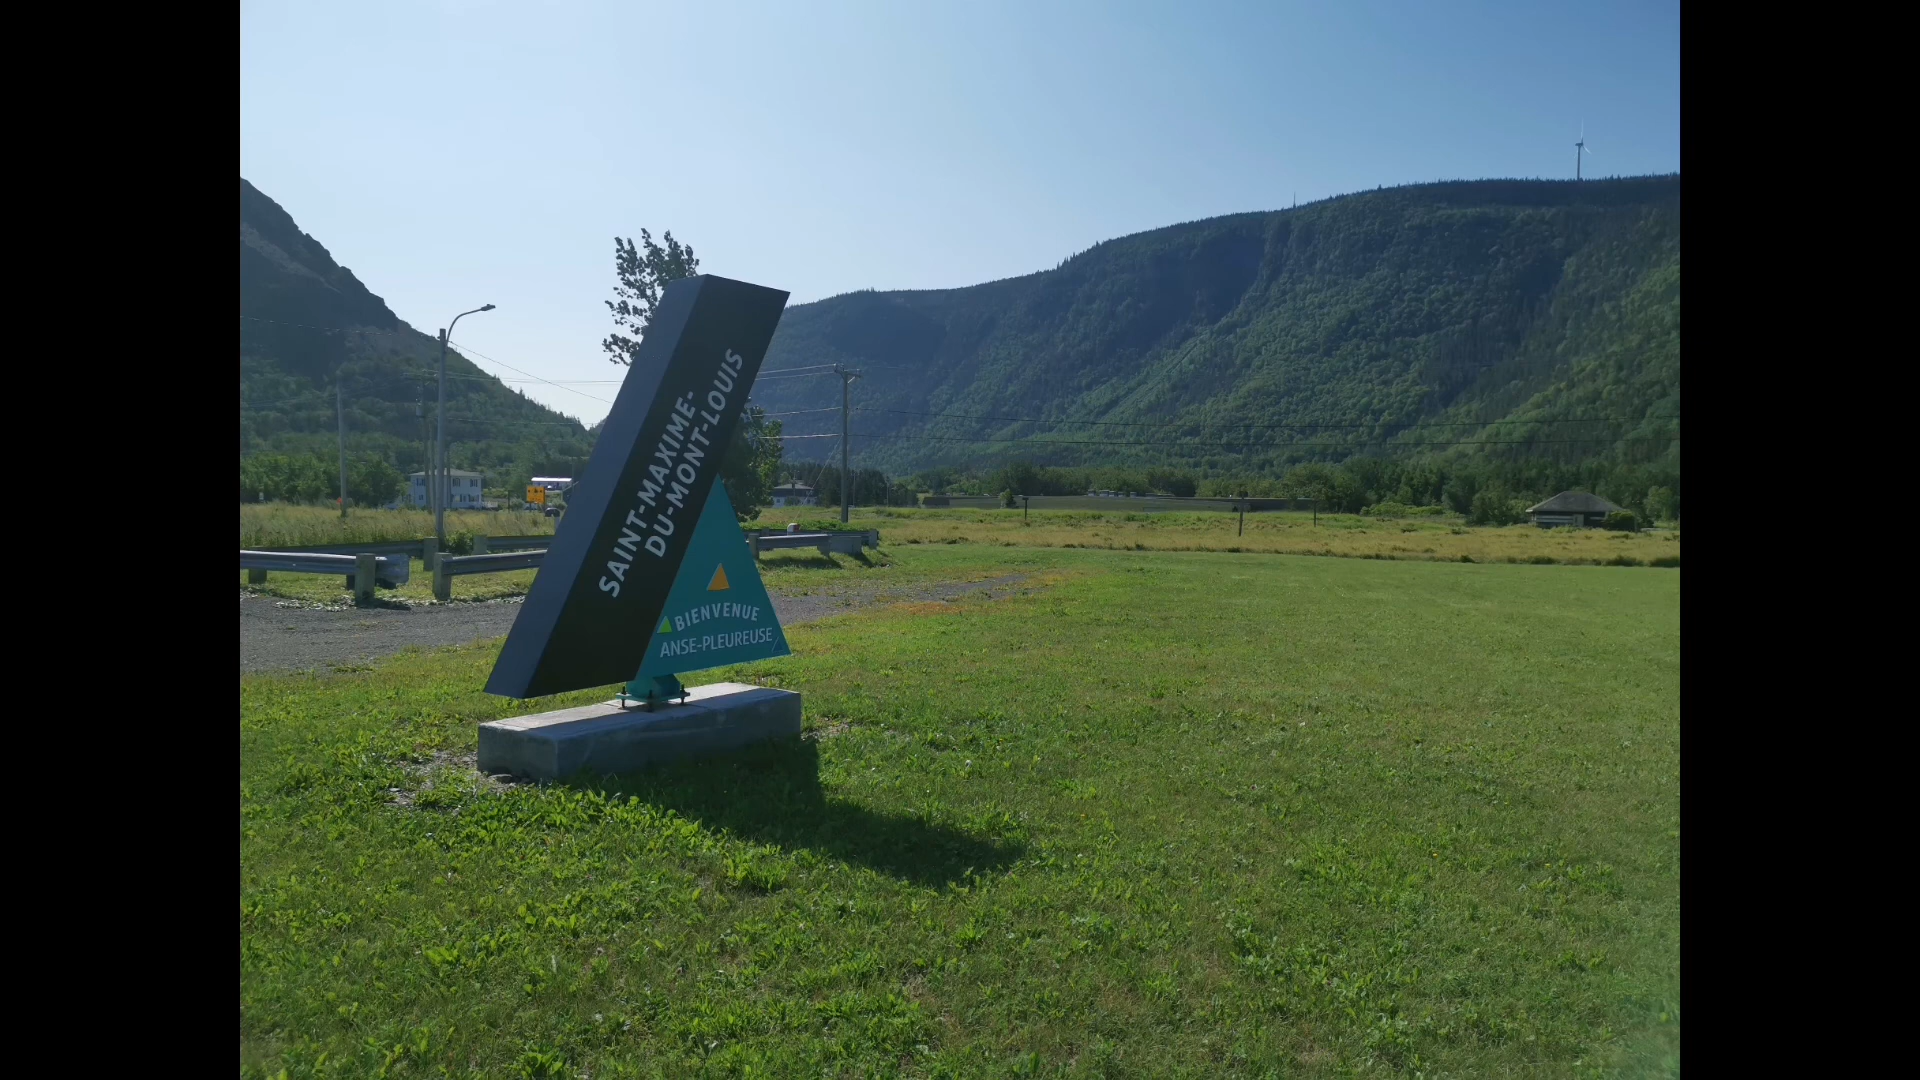 SAINT-MAXIME-
DU-MONT-LOUIS
BIENVENUE
ANSE-PLEUREUSE